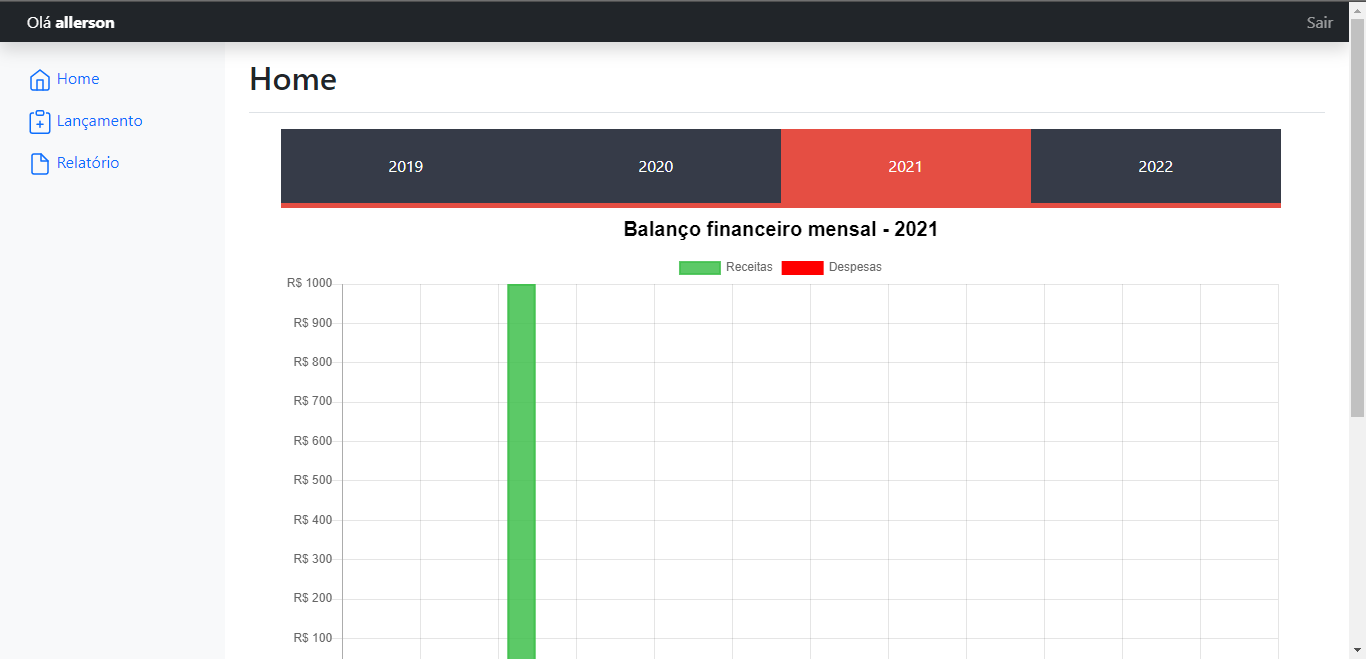 Olá allerson
Sair
Home
Lançamento
Relatório
Home
2019 2020 2021 2022
Balanço financeiro mensal - 2021
Receitas Despesas
R$ 1000
R$ 900
R$ 800
R$ 700
R$ 600
R$ 500
R$ 400
R$ 300
R$ 200
R$ 100